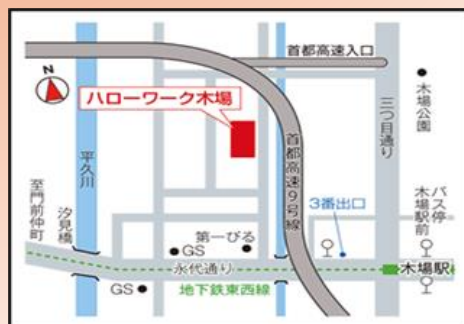 首都高速入口
N
ハローワーク木場
木場公園
三つ目通り
平久川
首都高速9号線
至門前仲町
汐見橋
3番出口
バス停
木場駅前
第一びる
GS
永代通り
木場駅
GS
地下鉄東西線